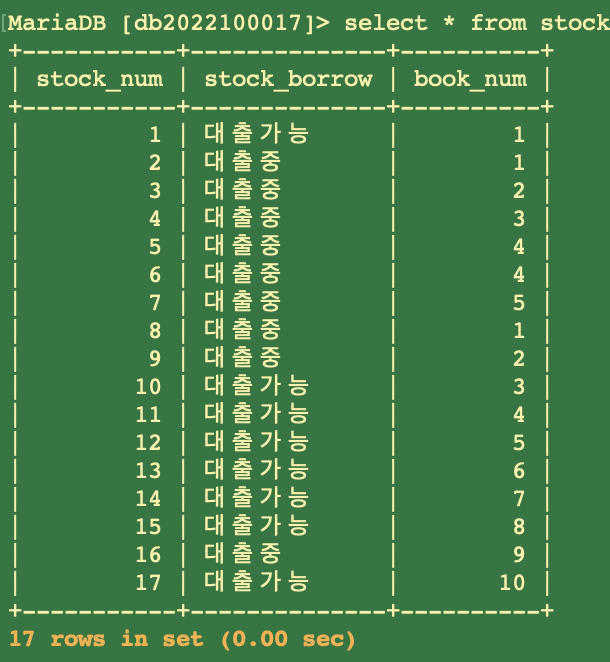 MariaDB [db2022100017]> select * from stock
+-----------+--------------+----------+
| stock_num | stock_borrow | book_num |
+-----------+--------------+----------+
| 1 | 대출가능 | 1 |
| 2 | 대출중 | 1 |
| 3 | 대출중 | 2 |
| 4 | 대출중 | 3 |
| 5 | 대출중 | 4 |
| 6 | 대출중 | 4 |
| 7 | 대출중 | 5 |
| 8 | 대출중 | 1 |
| 9 | 대출중 | 2 |
| 10 | 대출가능 | 3 |
| 11 | 대출가능 | 4 |
| 12 | 대출가능 | 5 |
| 13 | 대출가능 | 6 |
| 14 | 대출가능 | 7 |
| 15 | 대출가능 | 8 |
| 16 | 대출중 | 9 |
| 17 | 대출가능 | 10 |
+-----------+--------------+----------+
17 rows in set (0.00 sec)